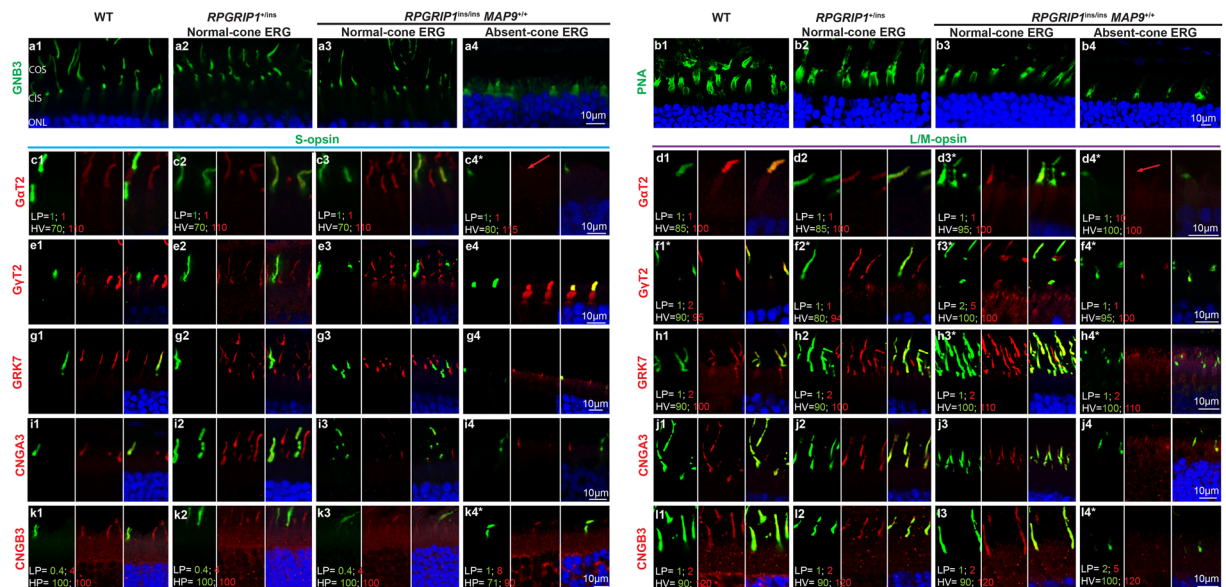 WT
RPGRIP1+/ins
Normal-cone ERG
RPGRIP1ins/ins MAP9+/+
Normal-cone ERG Absent-cone ERG
WT
RPGRIP1+/ins
Normal-cone ERG
RPGRIP1ins/ins MAP9+/+
Normal-cone ERG Absent-cone ERG
GNB3
a1 a2 a3 a4
COS
CIS
ONL
10µm
PNA
b1 b2 b3 b4
10µm
S-opsin
L/M-opsin
GαT2
c1 c2 c3 c4*
LP=1; 1 LP=1; 1 LP=1; 1 LP=1; 1
HV=70; 110 HV=70; 110 HV=70; 110 HV=80; 115
10µm
GαT2
d1 d2 d3* d4*
LP= 1; 1 LP= 1; 1 LP= 1; 1 LP= 1; 10
HV=85; 100 HV=85; 100 HV=95; 100 HV=100; 100
10µm
GγT2
e1 e2 e3 e4
10µm
GγT2
f1* f2* f3* f4*
LP= 1; 2 LP= 1; 1 LP= 2; 5 LP= 1; 1
HV=90; 95 HV=80; 94 HV=100; 100 HV=95; 100
10µm
GRK7
g1 g2 g3 g4
10µm
GRK7
h1 h2 h3* h4*
LP= 1; 2 LP= 1; 2 LP= 1; 2 LP= 1; 2
HV=90; 100 HV=90; 100 HV=100; 110 HV=100; 110
10µm
CNGA3
i1 i2 i3 i4
10µm
CNGA3
j1 j2 j3 j4
10µm
CNGB3
k1 k2 k3 k4*
LP= 0.4; 4 LP= 0.4; 4 LP= 0.4; 4 LP= 1; 8
HP= 100; 100 HP= 100; 100 HP= 100; 100 HP= 71; 90
10µm
CNGB3
l1 l2 l3 l4*
LP= 1; 2 LP= 1; 2 LP= 1; 2 LP= 2; 5
HV= 90; 120 HV= 90; 120 HV= 90; 120 HV= 100; 120
10µm